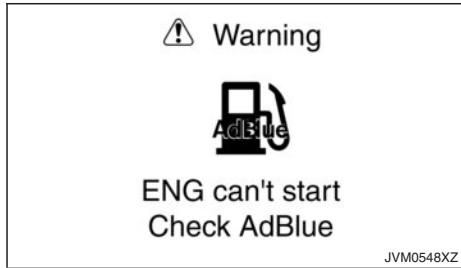 Warning
AdBlue
ENG can't start
Check AdBlue
JVM0548XZ